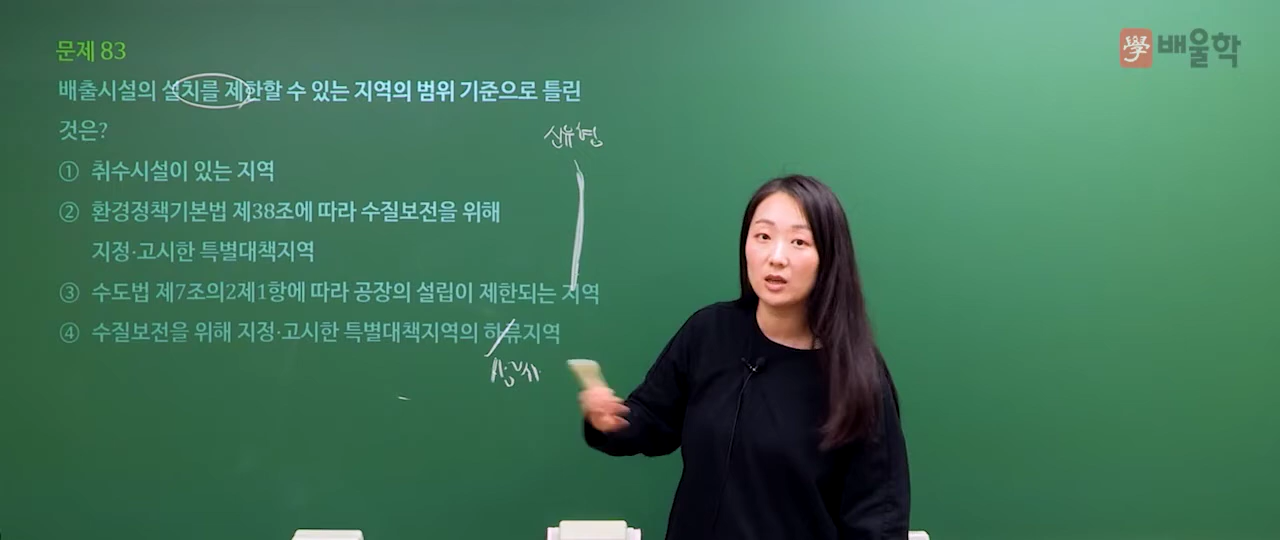 문제 83
學 배울학
배출시설의 설치를 제한할 수 있는 지역의 범위 기준으로 틀린
것은?
① 취수시설이 있는 지역
② 환경정책기본법 제38조에 따라 수질보전을 위해
지정·고시한 특별대책지역
③ 수도법 제7조의2제1항에 따라 공장의 설립이 제한되는 지역
④ 수질보전을 위해 지정·고시한 특별대책지역의 하류지역